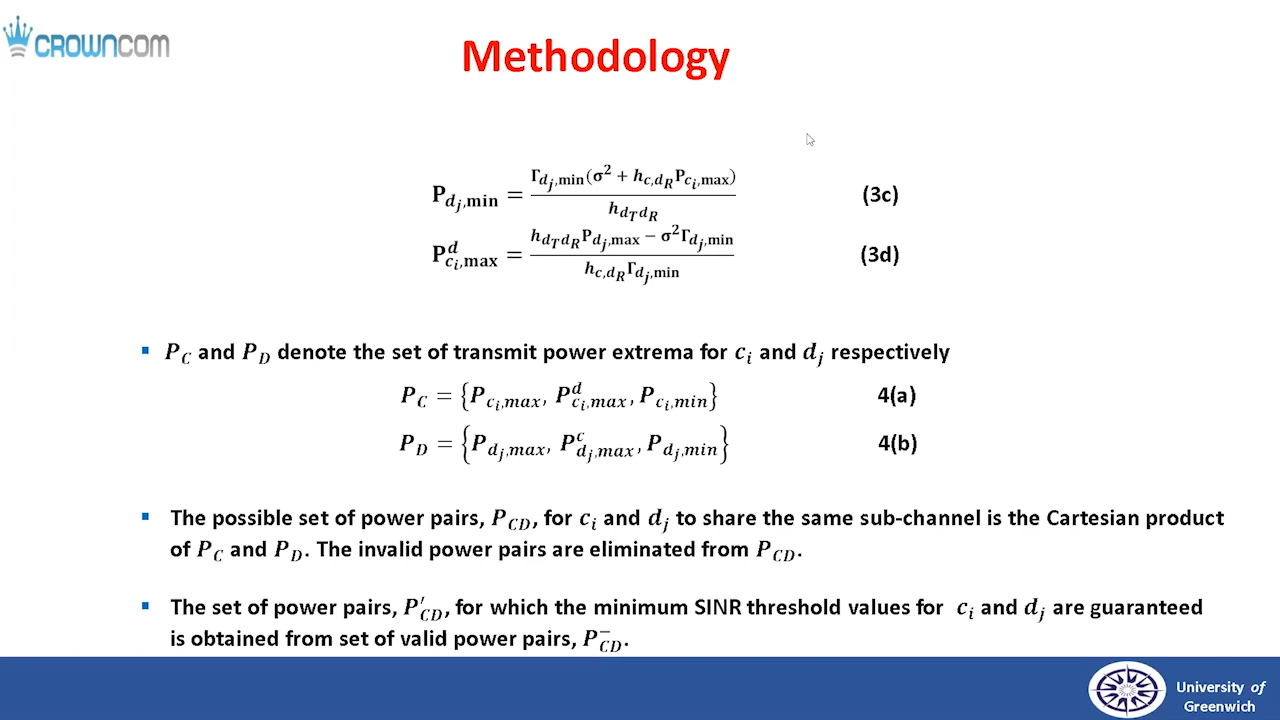 CROWNCOM
Methodology
P_{d_j,min} = Γ_{d_j,min}(σ² + h_{c,d_R}P_{c_i,max}) / h_{d_T d_R} (3c)
P^d_{c_i,max} = (h_{d_T d_R}P_{d_j,max} − σ²Γ_{d_j,min}) / (h_{c,d_R}Γ_{d_j,min}) (3d)
▪ P_C and P_D denote the set of transmit power extrema for c_i and d_j respectively
P_C = {P_{c_i,max}, P^d_{c_i,max}, P_{c_i,min}} 4(a)
P_D = {P_{d_j,max}, P^c_{d_j,max}, P_{d_j,min}} 4(b)
▪ The possible set of power pairs, P_{CD}, for c_i and d_j to share the same sub-channel is the Cartesian product
of P_C and P_D. The invalid power pairs are eliminated from P_{CD}.
▪ The set of power pairs, P′_{CD}, for which the minimum SINR threshold values for c_i and d_j are guaranteed
is obtained from set of valid power pairs, P^−_{CD}.
University of
Greenwich